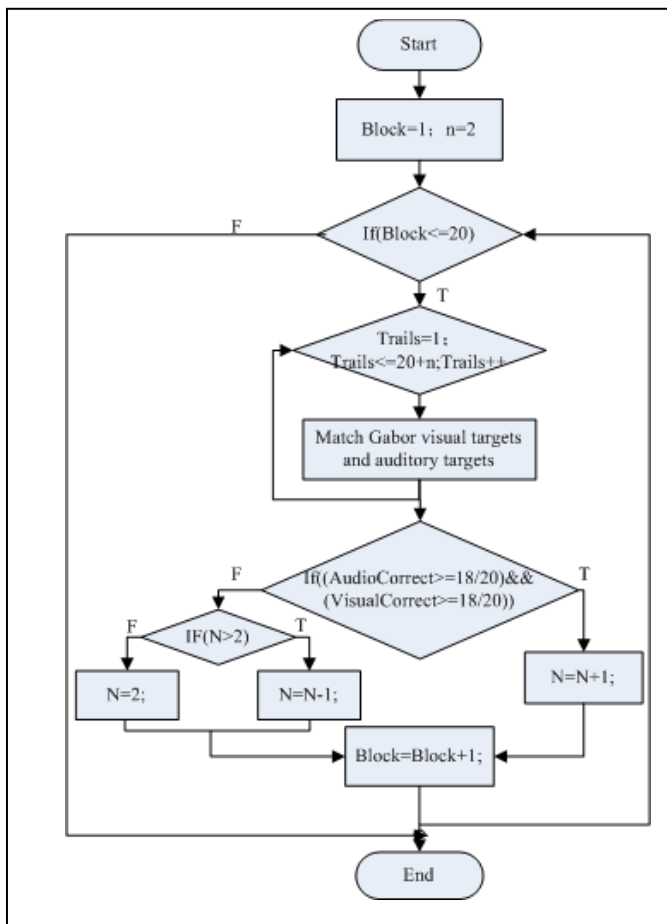 Start
Block=1；n=2
If(Block<=20)
F
T
Trails=1；
Trails<=20+n;Trails++
Match Gabor visual targets
and auditory targets
If((AudioCorrect>=18/20)&&
(VisualCorrect>=18/20))
F
T
IF(N>2)
F
T
N=2;
N=N-1;
N=N+1;
Block=Block+1;
End